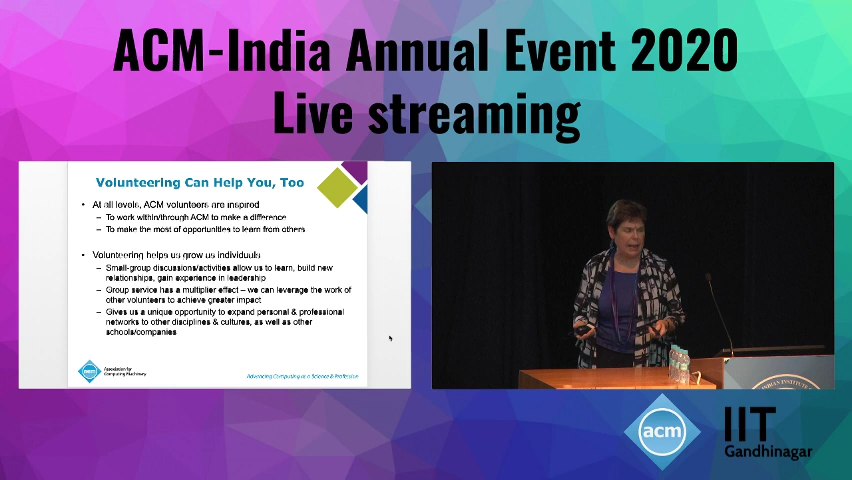 ACM-India Annual Event 2020
Live streaming
Volunteering Can Help You, Too
• At all levels, ACM volunteers are inspired
– To work within/through ACM to make a difference
– To make the most of opportunities to learn from others
• Volunteering helps us grow us individuals
– Small-group discussions/activities allow us to learn, build new
relationships, gain experience in leadership
– Group service has a multiplier effect – we can leverage the work of
other volunteers to achieve greater impact
– Gives us a unique opportunity to expand personal & professional
networks to other disciplines & cultures, as well as other
schools/companies
acm
Association for
Computing Machinery
Advancing Computing as a Science & Profession
INDIAN INSTITUTE
acm
IIT
Gandhinagar